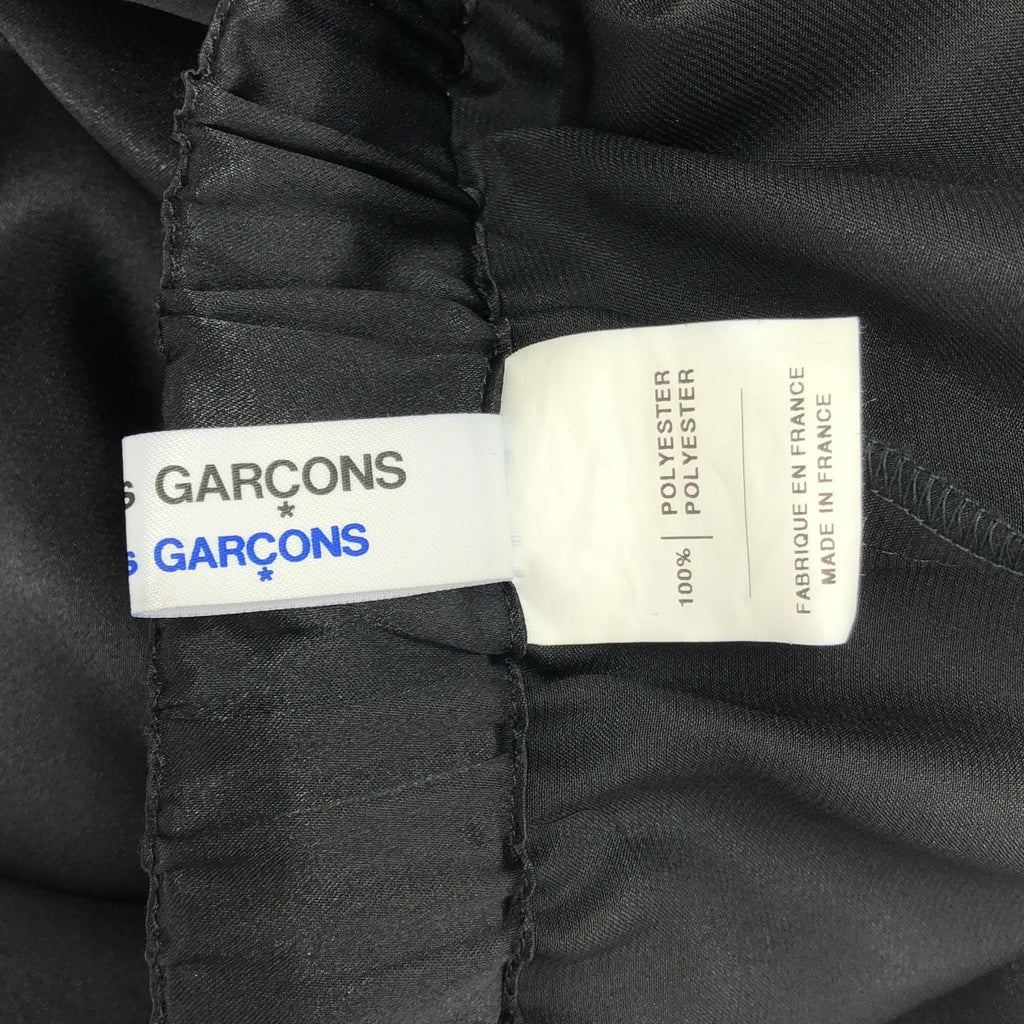 s GARÇONS
*
s GARÇONS
*
100% | POLYESTER
POLYESTER
FABRIQUE EN FRANCE
MADE IN FRANCE